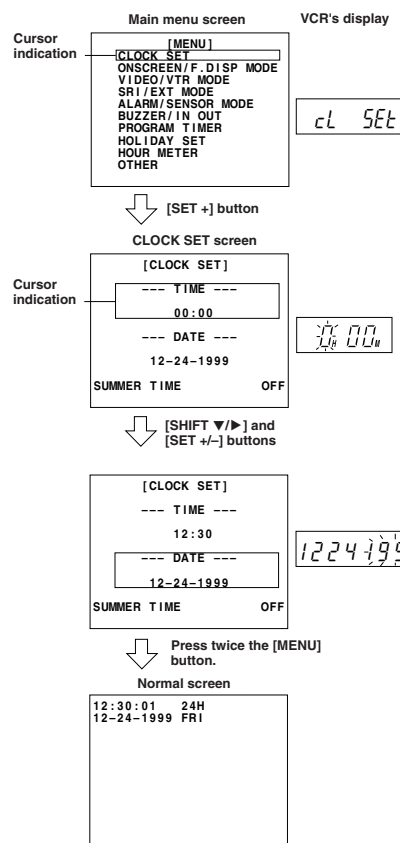 Main menu screen
VCR's display
Cursor indication
[MENU]
CLOCK SET
ONSCREEN/F.DISP MODE
VIDEO/VTR MODE
SRI/EXT MODE
ALARM/SENSOR MODE
BUZZER/IN OUT
PROGRAM TIMER
HOLIDAY SET
HOUR METER
OTHER
cL SEt
[SET +] button
CLOCK SET screen
Cursor indication
[CLOCK SET]
--- TIME ---
00:00
--- DATE ---
12-24-1999
SUMMER TIME OFF
0H 00M
[SHIFT ▼/▶] and
[SET +/–] buttons
[CLOCK SET]
--- TIME ---
12:30
--- DATE ---
12-24-1999
SUMMER TIME OFF
1224-199
Press twice the [MENU]
button.
Normal screen
12:30:01 24H
12-24-1999 FRI